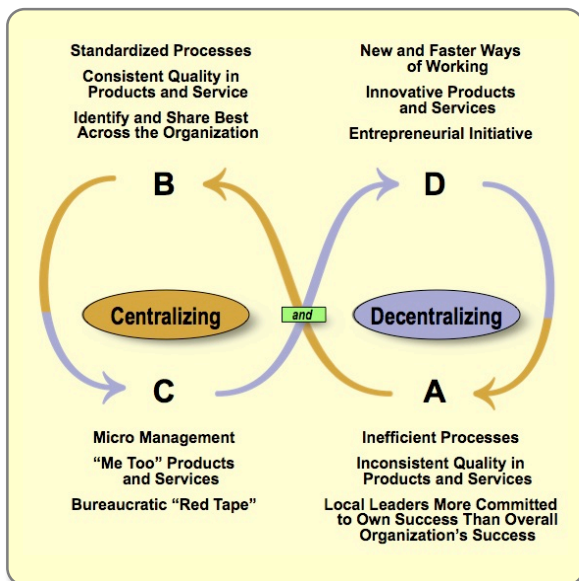 Standardized Processes
Consistent Quality in
Products and Service
Identify and Share Best
Across the Organization
New and Faster Ways
of Working
Innovative Products
and Services
Entrepreneurial Initiative
B
D
Centralizing
and
Decentralizing
C
A
Micro Management
“Me Too” Products
and Services
Bureaucratic “Red Tape”
Inefficient Processes
Inconsistent Quality in
Products and Services
Local Leaders More Committed
to Own Success Than Overall
Organization’s Success